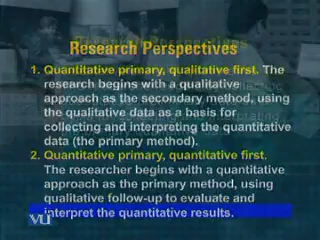 Research Perspectives
1. Quantitative primary, qualitative first. The
research begins with a qualitative
approach as the secondary method, using
the qualitative data as a basis for
collecting and interpreting the quantitative
data (the primary method).
2. Quantitative primary, quantitative first.
The researcher begins with a quantitative
approach as the primary method, using
qualitative follow-up to evaluate and
interpret the quantitative results.
VU